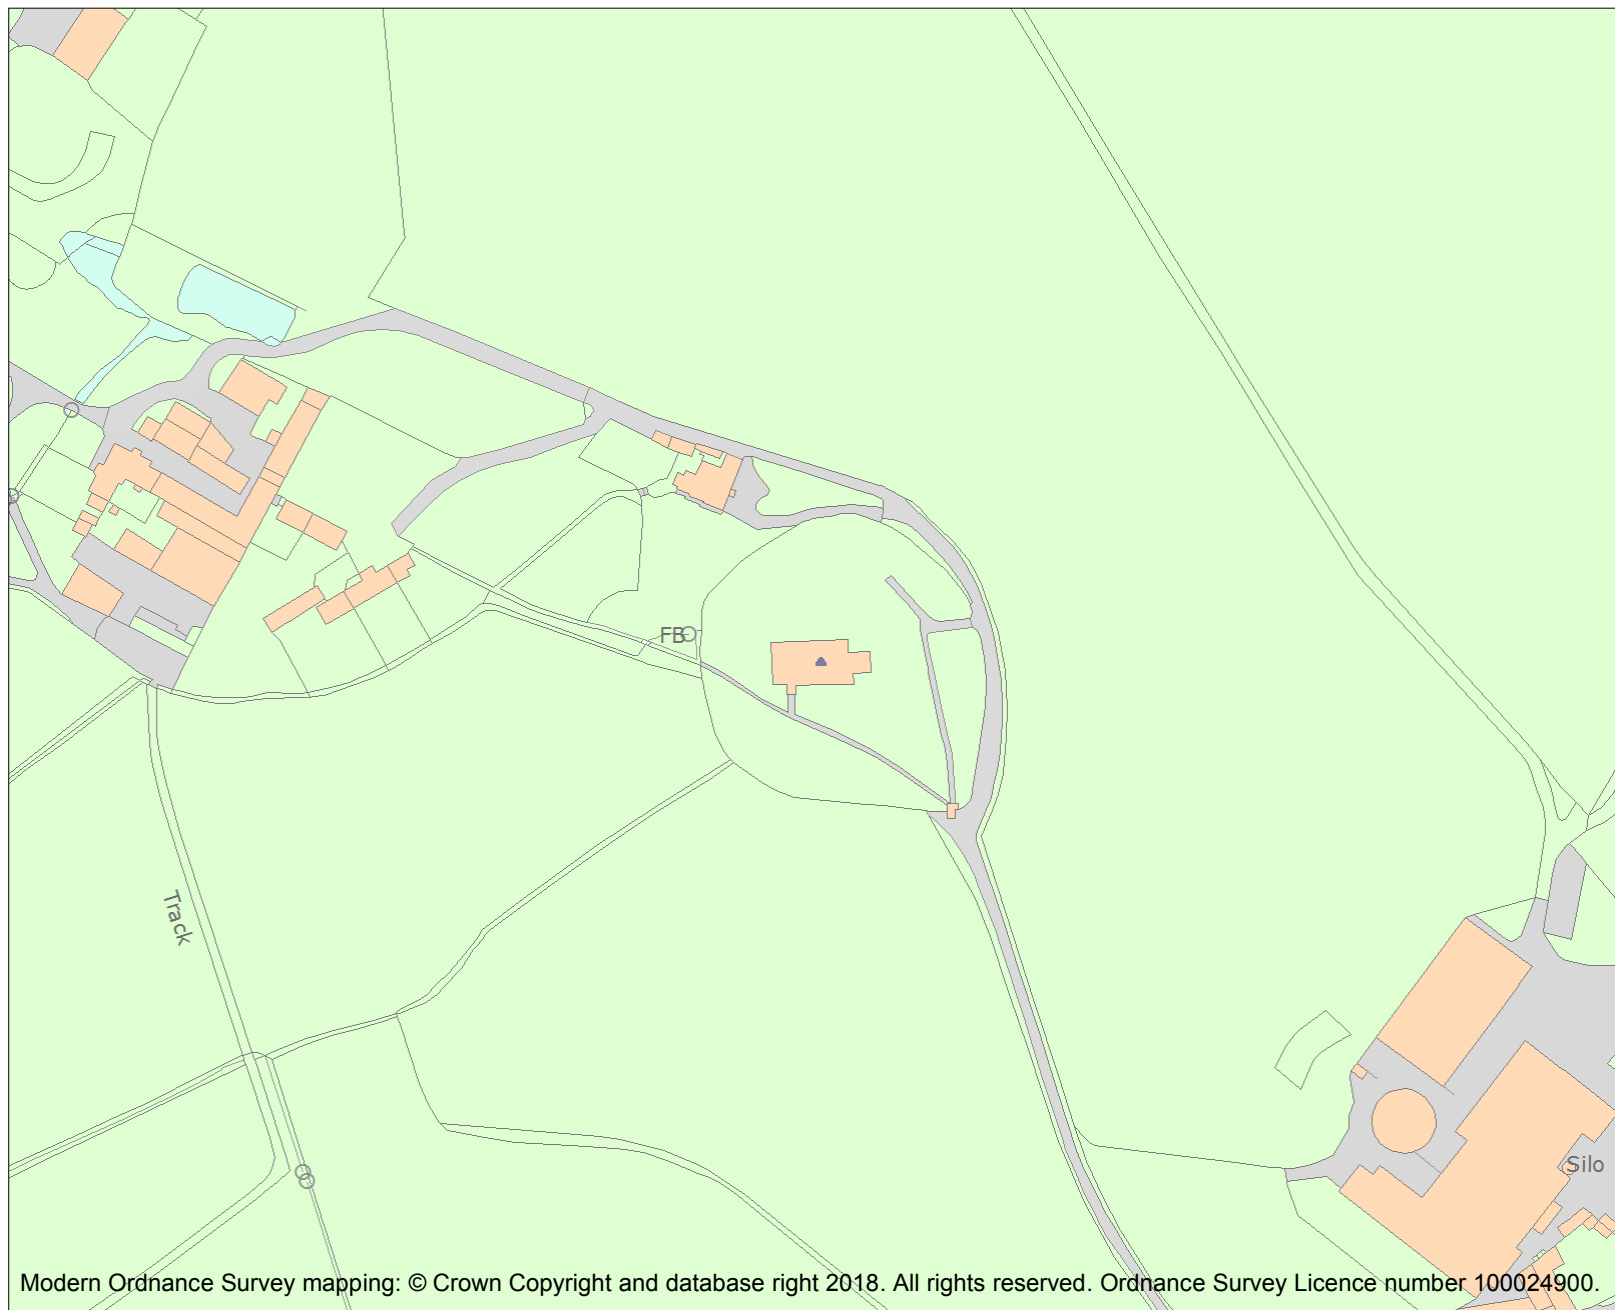 FB
Track
Silo
Modern Ordnance Survey mapping: © Crown Copyright and database right 2018. All rights reserved. Ordnance Survey Licence number 100024900.